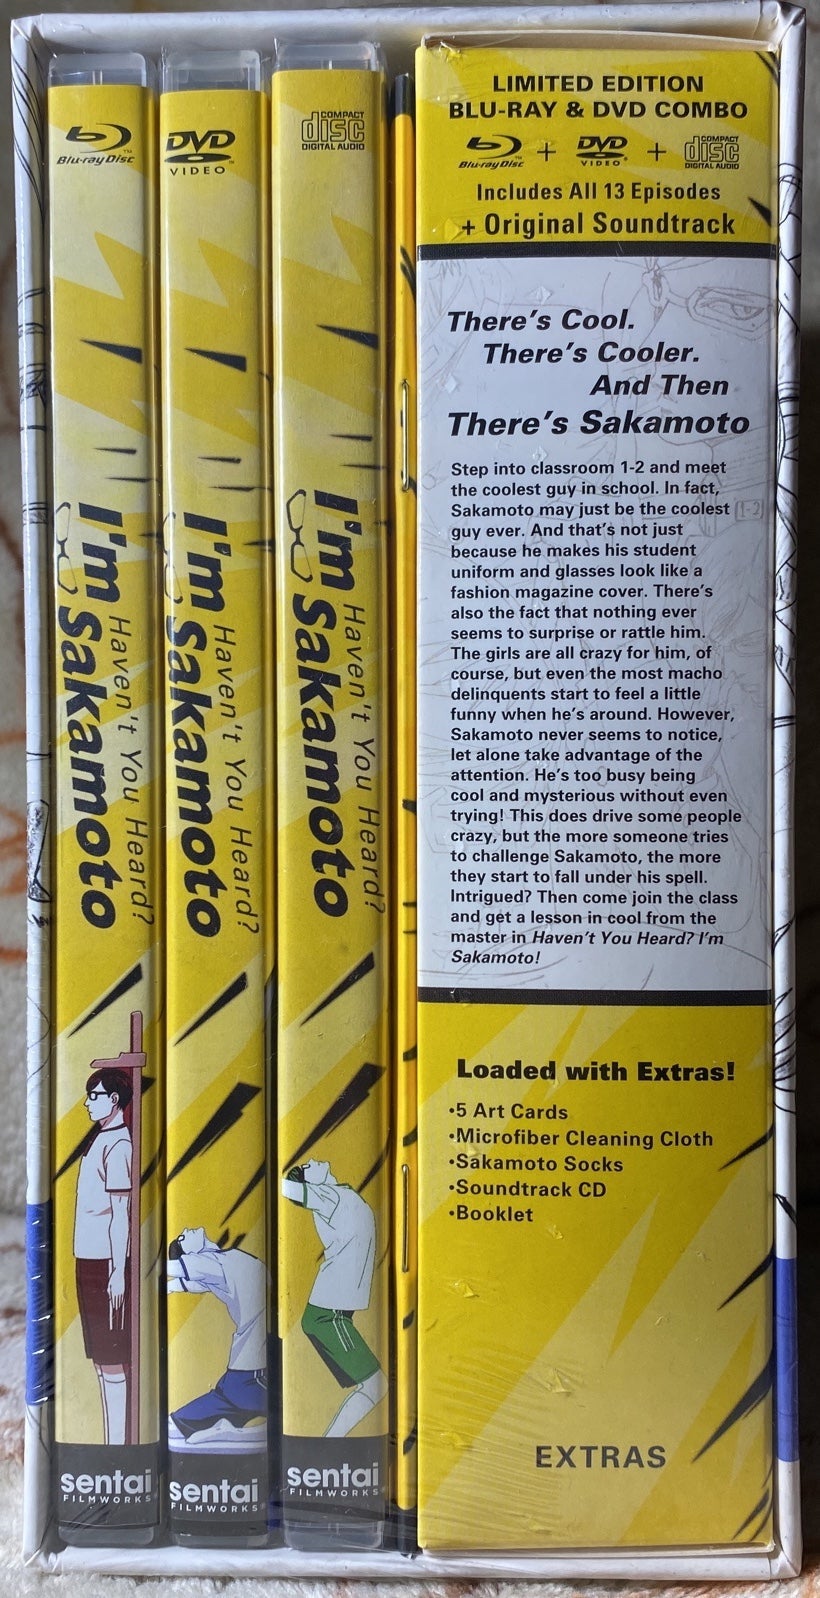 Blu-ray Disc™
Haven't You Heard?
I'm Sakamoto
sentai
FILMWORKS®
DVD
VIDEO™
Haven't You Heard?
I'm Sakamoto
sentai
FILMWORKS®
COMPACT
disc
DIGITAL AUDIO
Haven't You Heard?
I'm Sakamoto
sentai
FILMWORKS®
LIMITED EDITION
BLU-RAY & DVD COMBO
Blu-ray Disc™ + DVD VIDEO® + COMPACT disc DIGITAL AUDIO
Includes All 13 Episodes
+ Original Soundtrack
There's Cool.
There's Cooler.
And Then
There's Sakamoto
Step into classroom 1-2 and meet
the coolest guy in school. In fact,
Sakamoto may just be the coolest
guy ever. And that's not just
because he makes his student
uniform and glasses look like a
fashion magazine cover. There's
also the fact that nothing ever
seems to surprise or rattle him.
The girls are all crazy for him, of
course, but even the most macho
delinquents start to feel a little
funny when he's around. However,
Sakamoto never seems to notice,
let alone take advantage of the
attention. He's too busy being
cool and mysterious without even
trying! This does drive some people
crazy, but the more someone tries
to challenge Sakamoto, the more
they start to fall under his spell.
Intrigued? Then come join the class
and get a lesson in cool from the
master in Haven't You Heard? I'm
Sakamoto!
1-2
Loaded with Extras!
•5 Art Cards
•Microfiber Cleaning Cloth
•Sakamoto Socks
•Soundtrack CD
•Booklet
EXTRAS